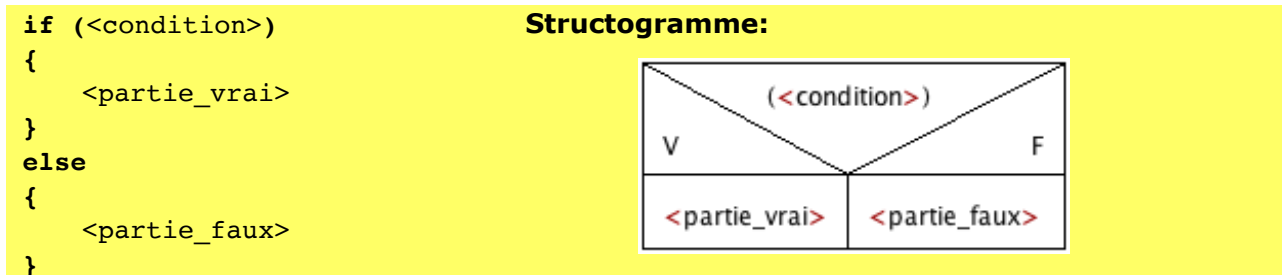 if (<condition>)
{
<partie_vrai>
}
else
{
<partie_faux>
}
Structogramme:
(<condition>)
V F
<partie_vrai> <partie_faux>